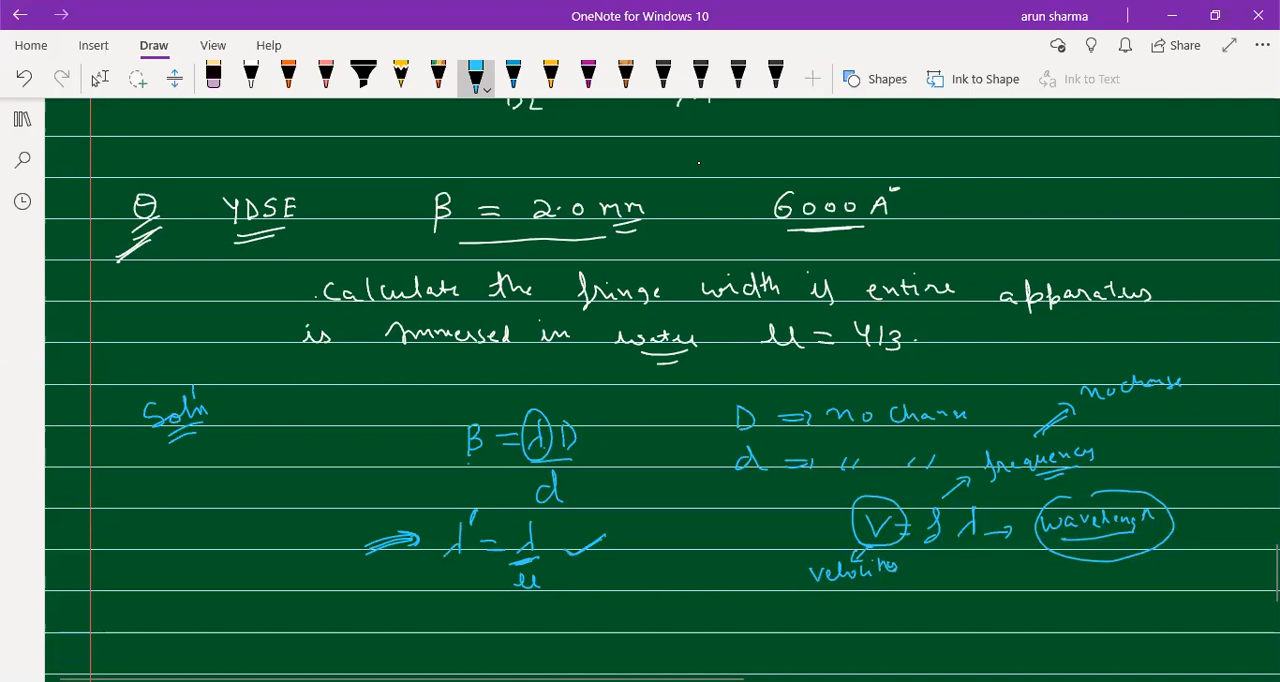 OneNote for Windows 10
arun sharma
Home Insert Draw View Help
Share
Shapes Ink to Shape Ink to Text
Q YDSE β = 2.0 mm 6000 A°
Calculate the fringe width if entire apparatus
is immersed in water μ = 4/3.
Sol'n
β = λD
d
D ⇒ no change
d ⇒ " "
frequency
no change
λ' = λ
μ
V = f λ → wavelength
velocity